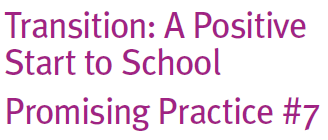 Transition: A Positive
Start to School
Promising Practice #7